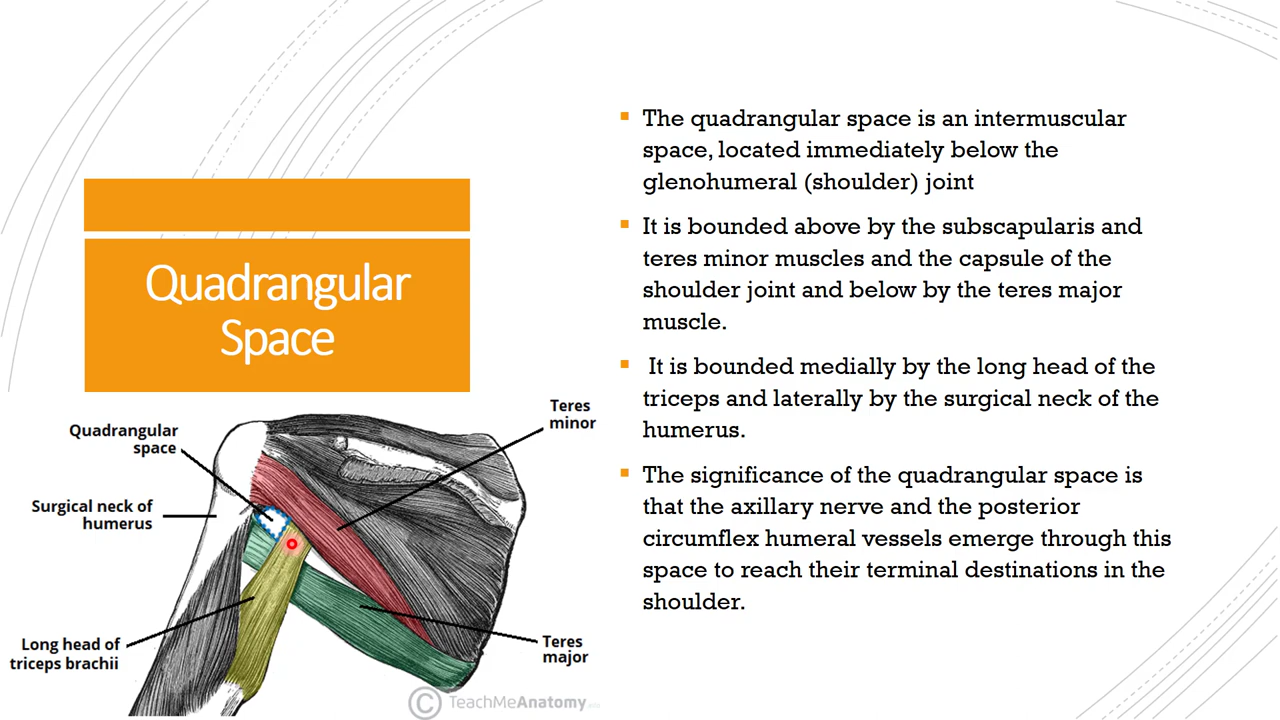 Quadrangular
Space
The quadrangular space is an intermuscular
space, located immediately below the
glenohumeral (shoulder) joint
It is bounded above by the subscapularis and
teres minor muscles and the capsule of the
shoulder joint and below by the teres major
muscle.
It is bounded medially by the long head of the
triceps and laterally by the surgical neck of the
humerus.
The significance of the quadrangular space is
that the axillary nerve and the posterior
circumflex humeral vessels emerge through this
space to reach their terminal destinations in the
shoulder.
Teres
minor
Quadrangular
space
Surgical neck of
humerus
Long head of
triceps brachii
Teres
major
© TeachMeAnatomy